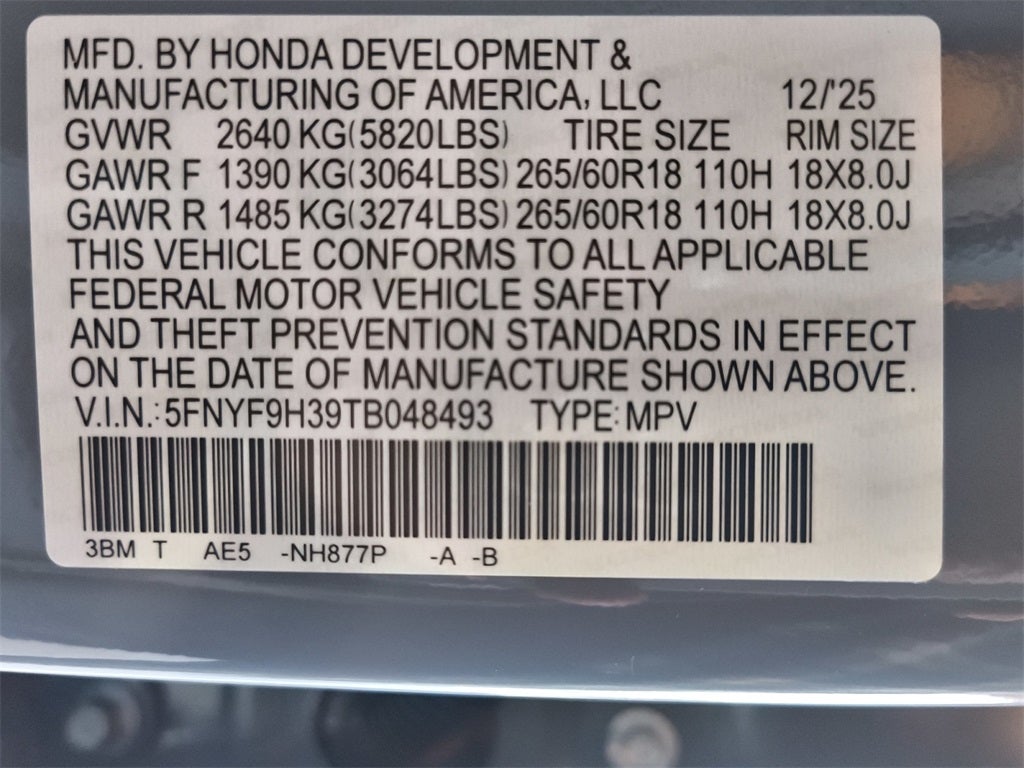 MFD. BY HONDA DEVELOPMENT &
MANUFACTURING OF AMERICA, LLC 12/'25
GVWR 2640 KG(5820LBS) TIRE SIZE RIM SIZE
GAWR F 1390 KG(3064LBS) 265/60R18 110H 18X8.0J
GAWR R 1485 KG(3274LBS) 265/60R18 110H 18X8.0J
THIS VEHICLE CONFORMS TO ALL APPLICABLE
FEDERAL MOTOR VEHICLE SAFETY
AND THEFT PREVENTION STANDARDS IN EFFECT
ON THE DATE OF MANUFACTURE SHOWN ABOVE.
V.I.N.: 5FNYF9H39TB048493 TYPE: MPV
3BM T AE5 -NH877P -A -B